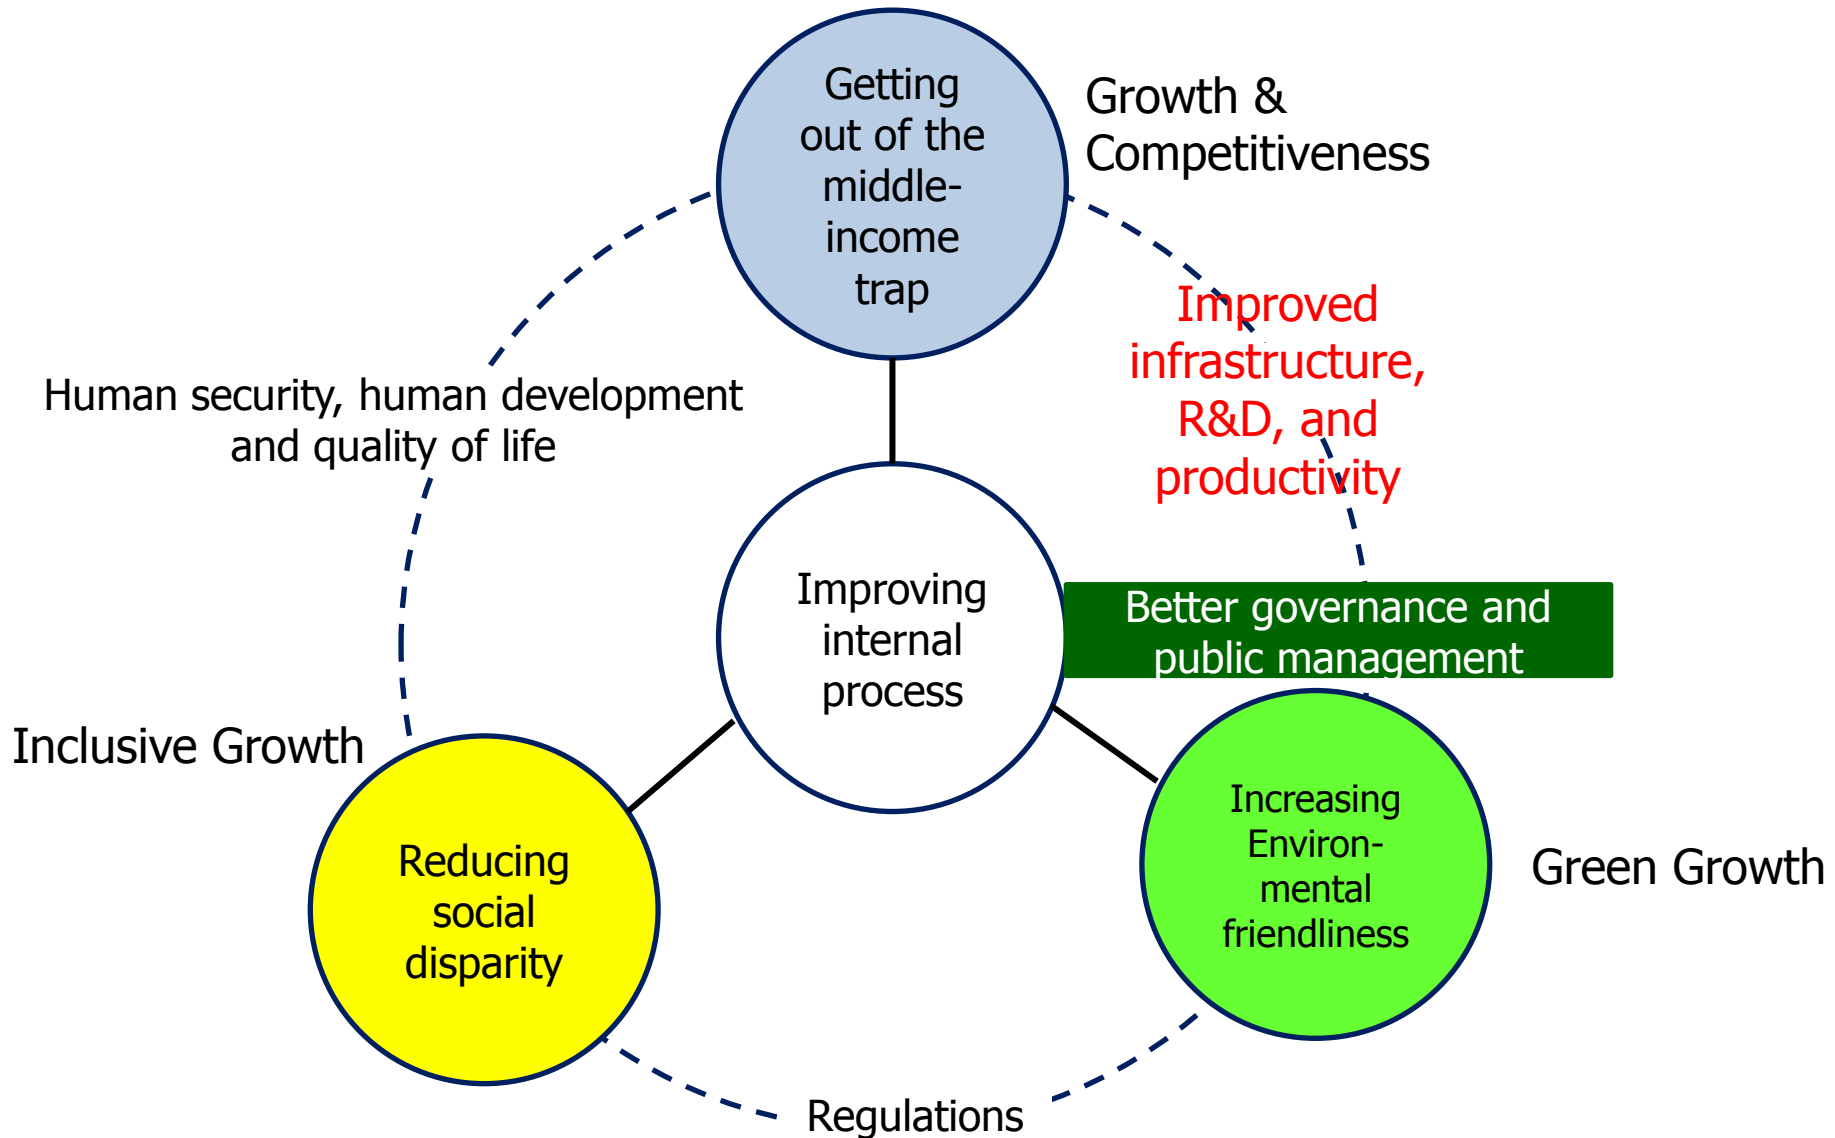 Getting
out of the
middle-
income
trap
Growth &
Competitiveness
Improved
infrastructure,
R&D, and
productivity
Human security, human development
and quality of life
Improving
internal
process
Better governance and
public management
Inclusive Growth
Reducing
social
disparity
Increasing
Environ-
mental
friendliness
Green Growth
Regulations